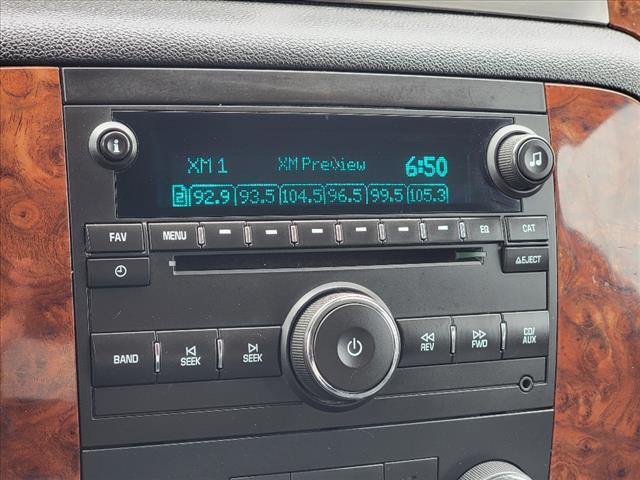 XM 1 XM Preview 6:50
2 92.9 93.5 104.5 96.5 99.5 105.3
FAV MENU EQ CAT
EJECT
BAND SEEK SEEK REV FWD CD/AUX